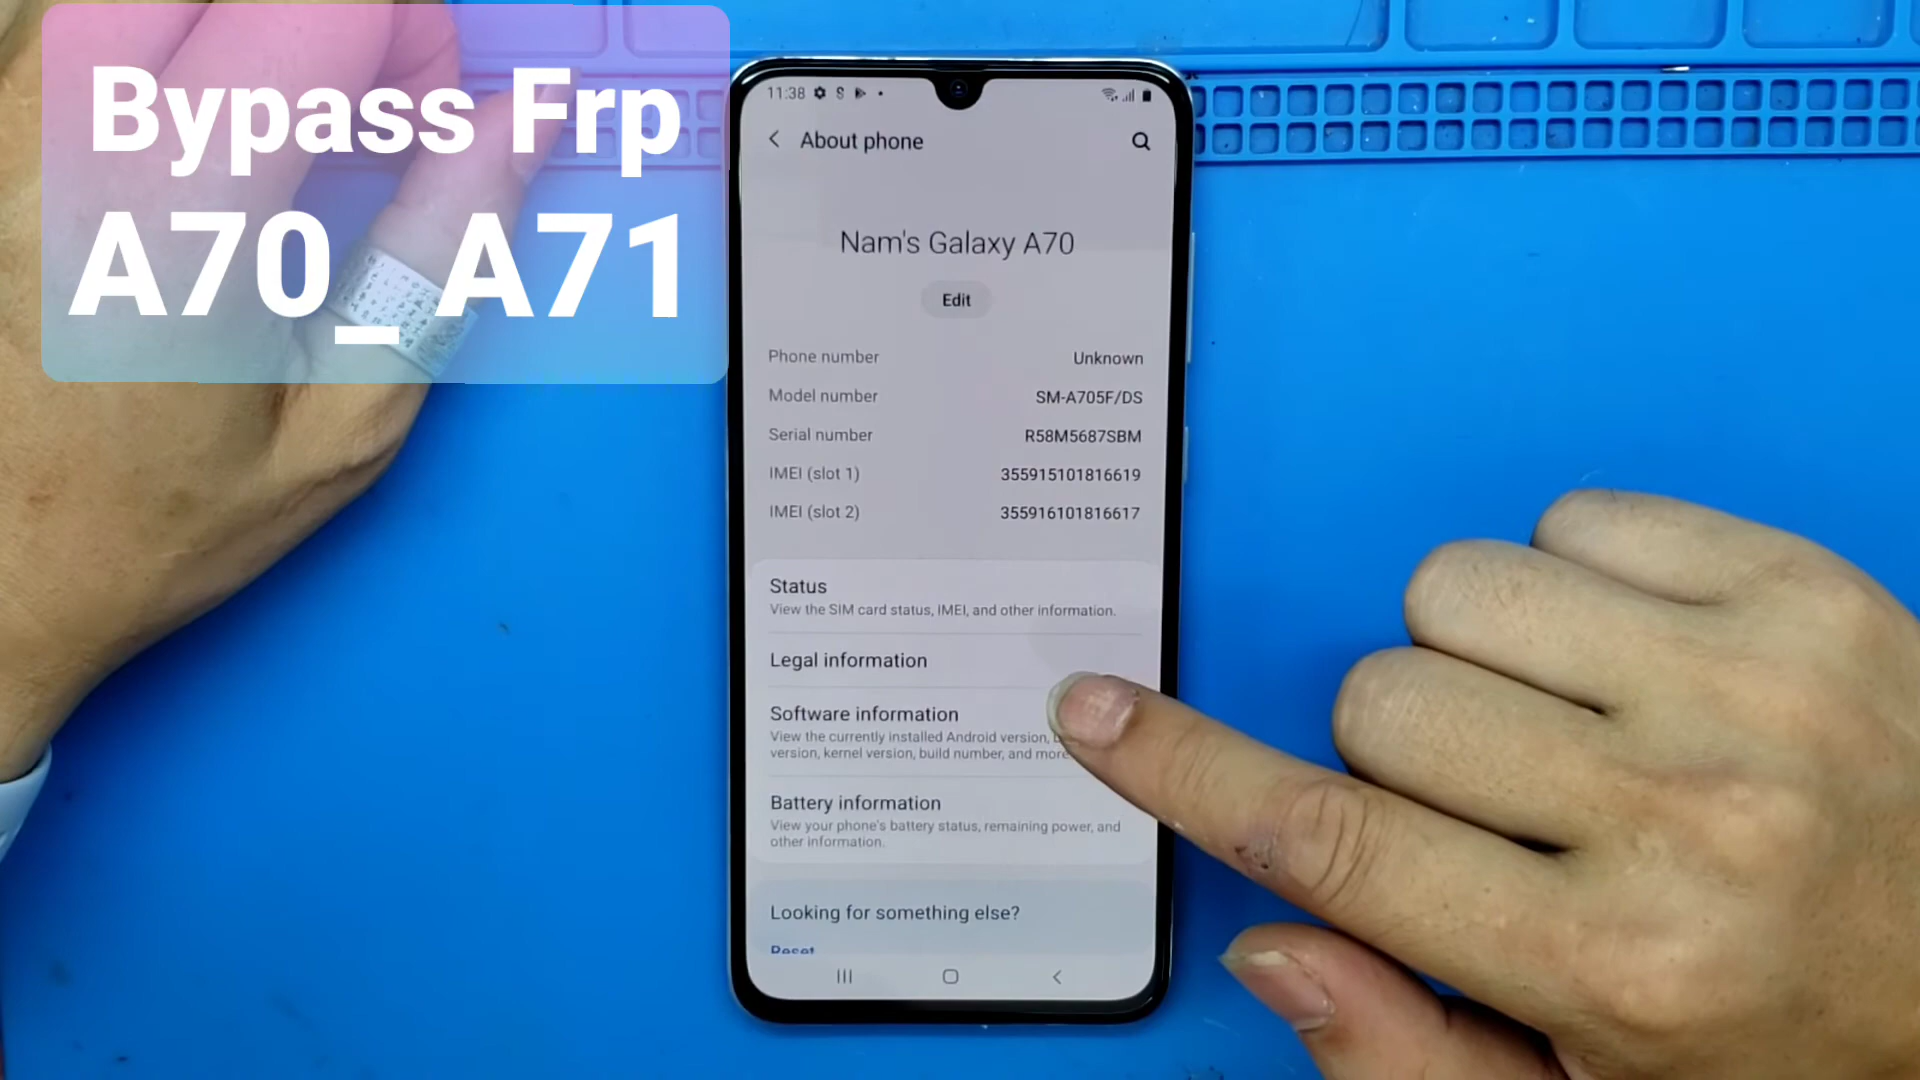 Bypass Frp
A70_ A71
11:38
About phone
Nam's Galaxy A70
Edit
Phone number Unknown
Model number SM-A705F/DS
Serial number R58M5687SBM
IMEI (slot 1) 355915101816619
IMEI (slot 2) 355916101816617
Status
View the SIM card status, IMEI, and other information.
Legal information
Software information
View the currently installed Android version,
version, kernel version, build number, and more
Battery information
View your phone's battery status, remaining power, and
other information.
Looking for something else?
Reset